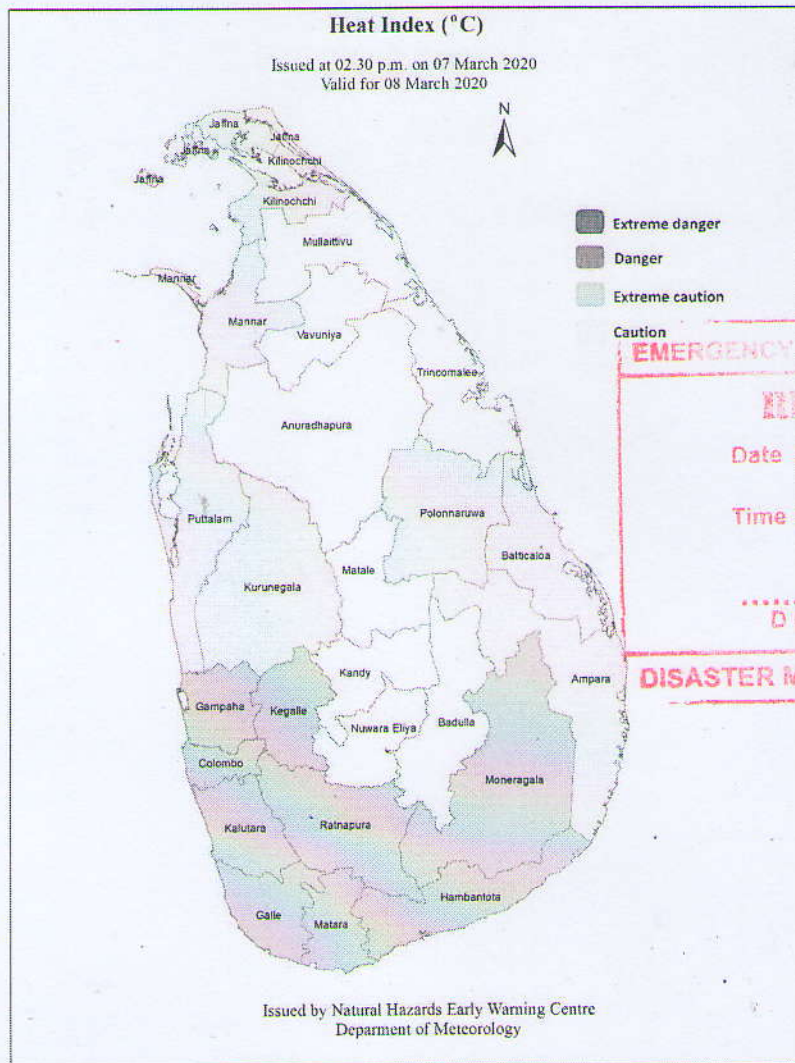 Heat Index (°C)
Issued at 02.30 p.m. on 07 March 2020
Valid for 08 March 2020
N
Jaffna
Jaffna
Jaffna
Kilinochchi
Jaffna
Kilinochchi
Mullaittivu
Mannar
Mannar
Vavuniya
Trincomalee
Anuradhapura
Puttalam
Polonnaruwa
Batticaloa
Kurunegala
Matale
Kandy
Ampara
Gampaha
Kegalle
Nuwara Eliya
Badulla
Colombo
Moneragala
Kalutara
Ratnapura
Hambantota
Galle
Matara
Extreme danger
Danger
Extreme caution
Caution
EMERGENCY
Date
Time
D
DISASTER M
Issued by Natural Hazards Early Warning Centre
Deparment of Meteorology